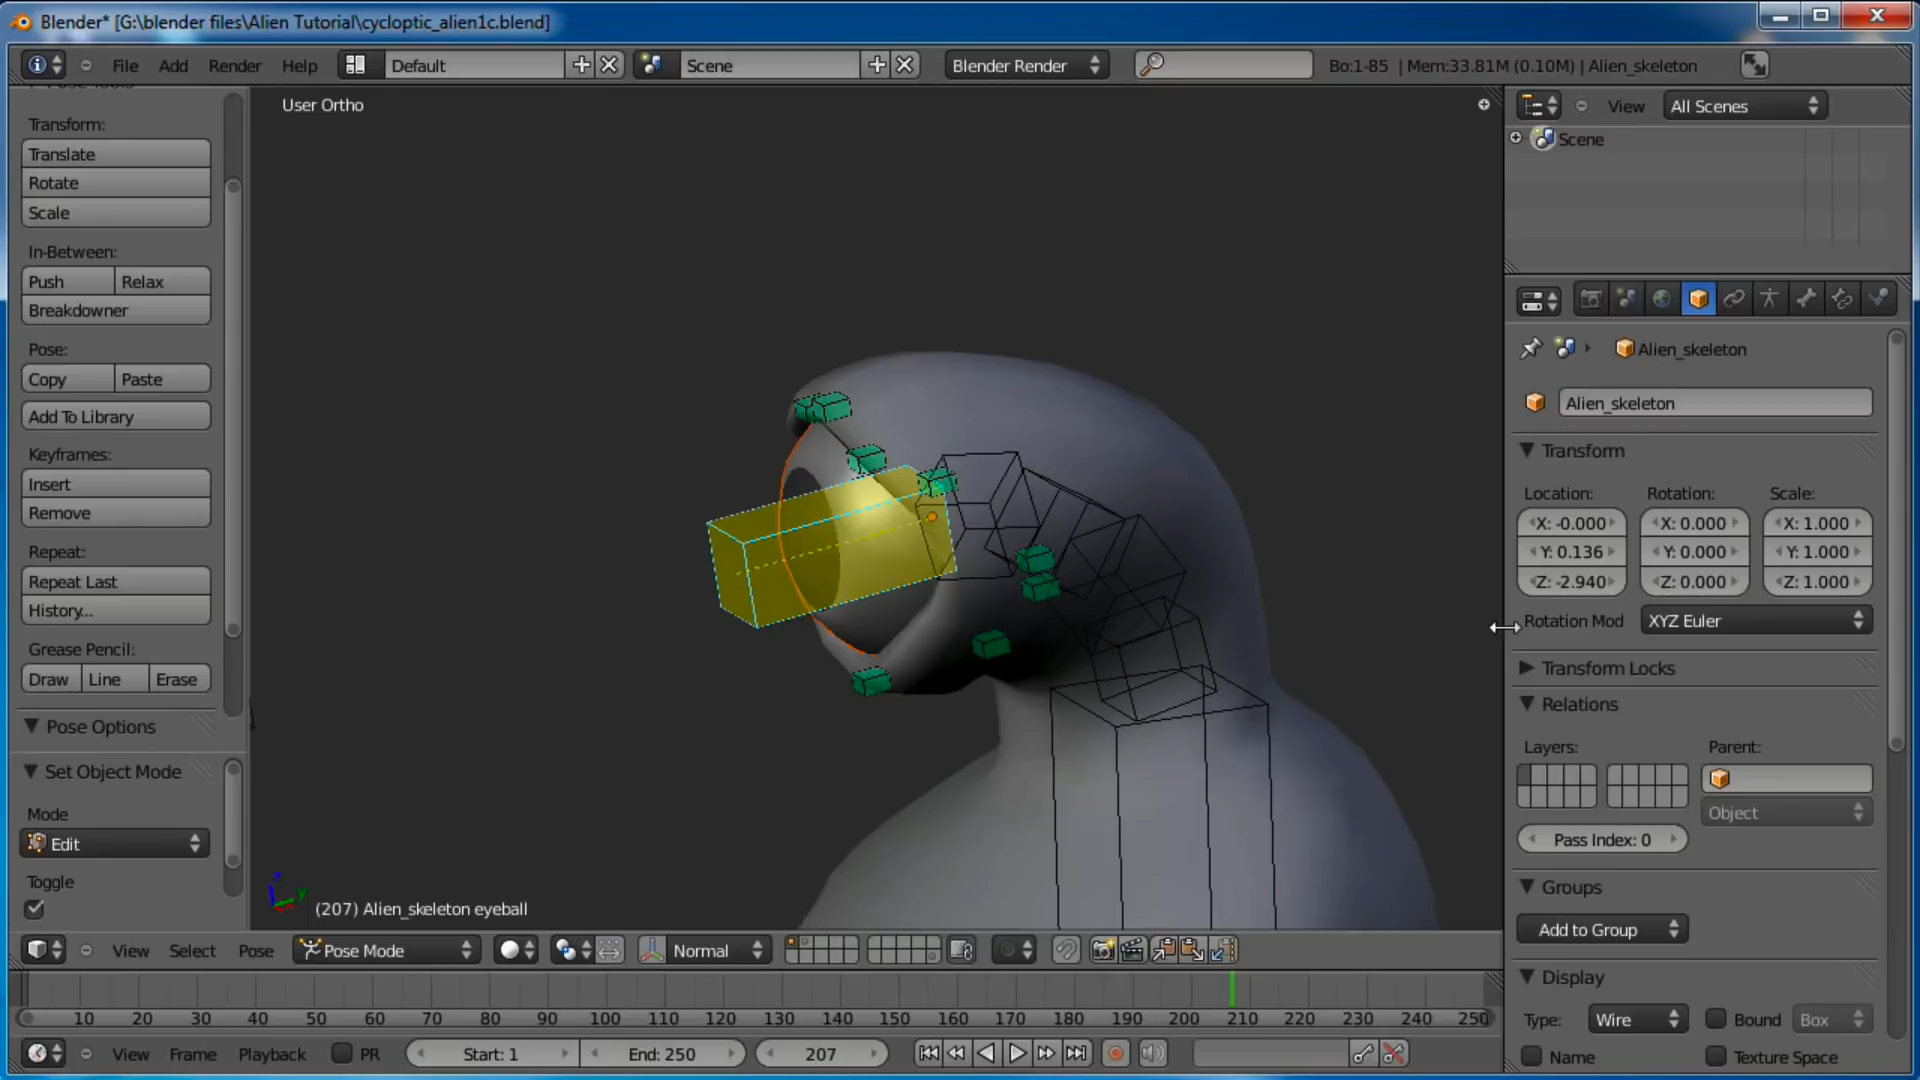 Blender* [G:\blender files\Alien Tutorial\cycloptic_alien1c.blend]
File Add Render Help Default Scene Blender Render Bo:1-85 | Mem:33.81M (0.10M) | Alien_skeleton
User Ortho
View All Scenes
Scene
Transform:
Translate
Rotate
Scale
In-Between:
Push Relax
Breakdowner
Pose:
Copy Paste
Add To Library
Keyframes:
Insert
Remove
Repeat:
Repeat Last
History...
Grease Pencil:
Draw Line Erase
Pose Options
Set Object Mode
Mode
Edit
Toggle
(207) Alien_skeleton eyeball
Alien_skeleton
Alien_skeleton
Transform
Location: Rotation: Scale:
X: -0.000 X: 0.000 X: 1.000
Y: 0.136 Y: 0.000 Y: 1.000
Z: -2.940 Z: 0.000 Z: 1.000
Rotation Mod XYZ Euler
Transform Locks
Relations
Layers: Parent:
Object
Pass Index: 0
Groups
Add to Group
Display
Type: Wire Bound Box
Name Texture Space
View Select Pose Pose Mode Normal
10 20 30 40 50 60 70 80 90 100 110 120 130 140 150 160 170 180 190 200 210 220 230 240 250
View Frame Playback PR Start: 1 End: 250 207